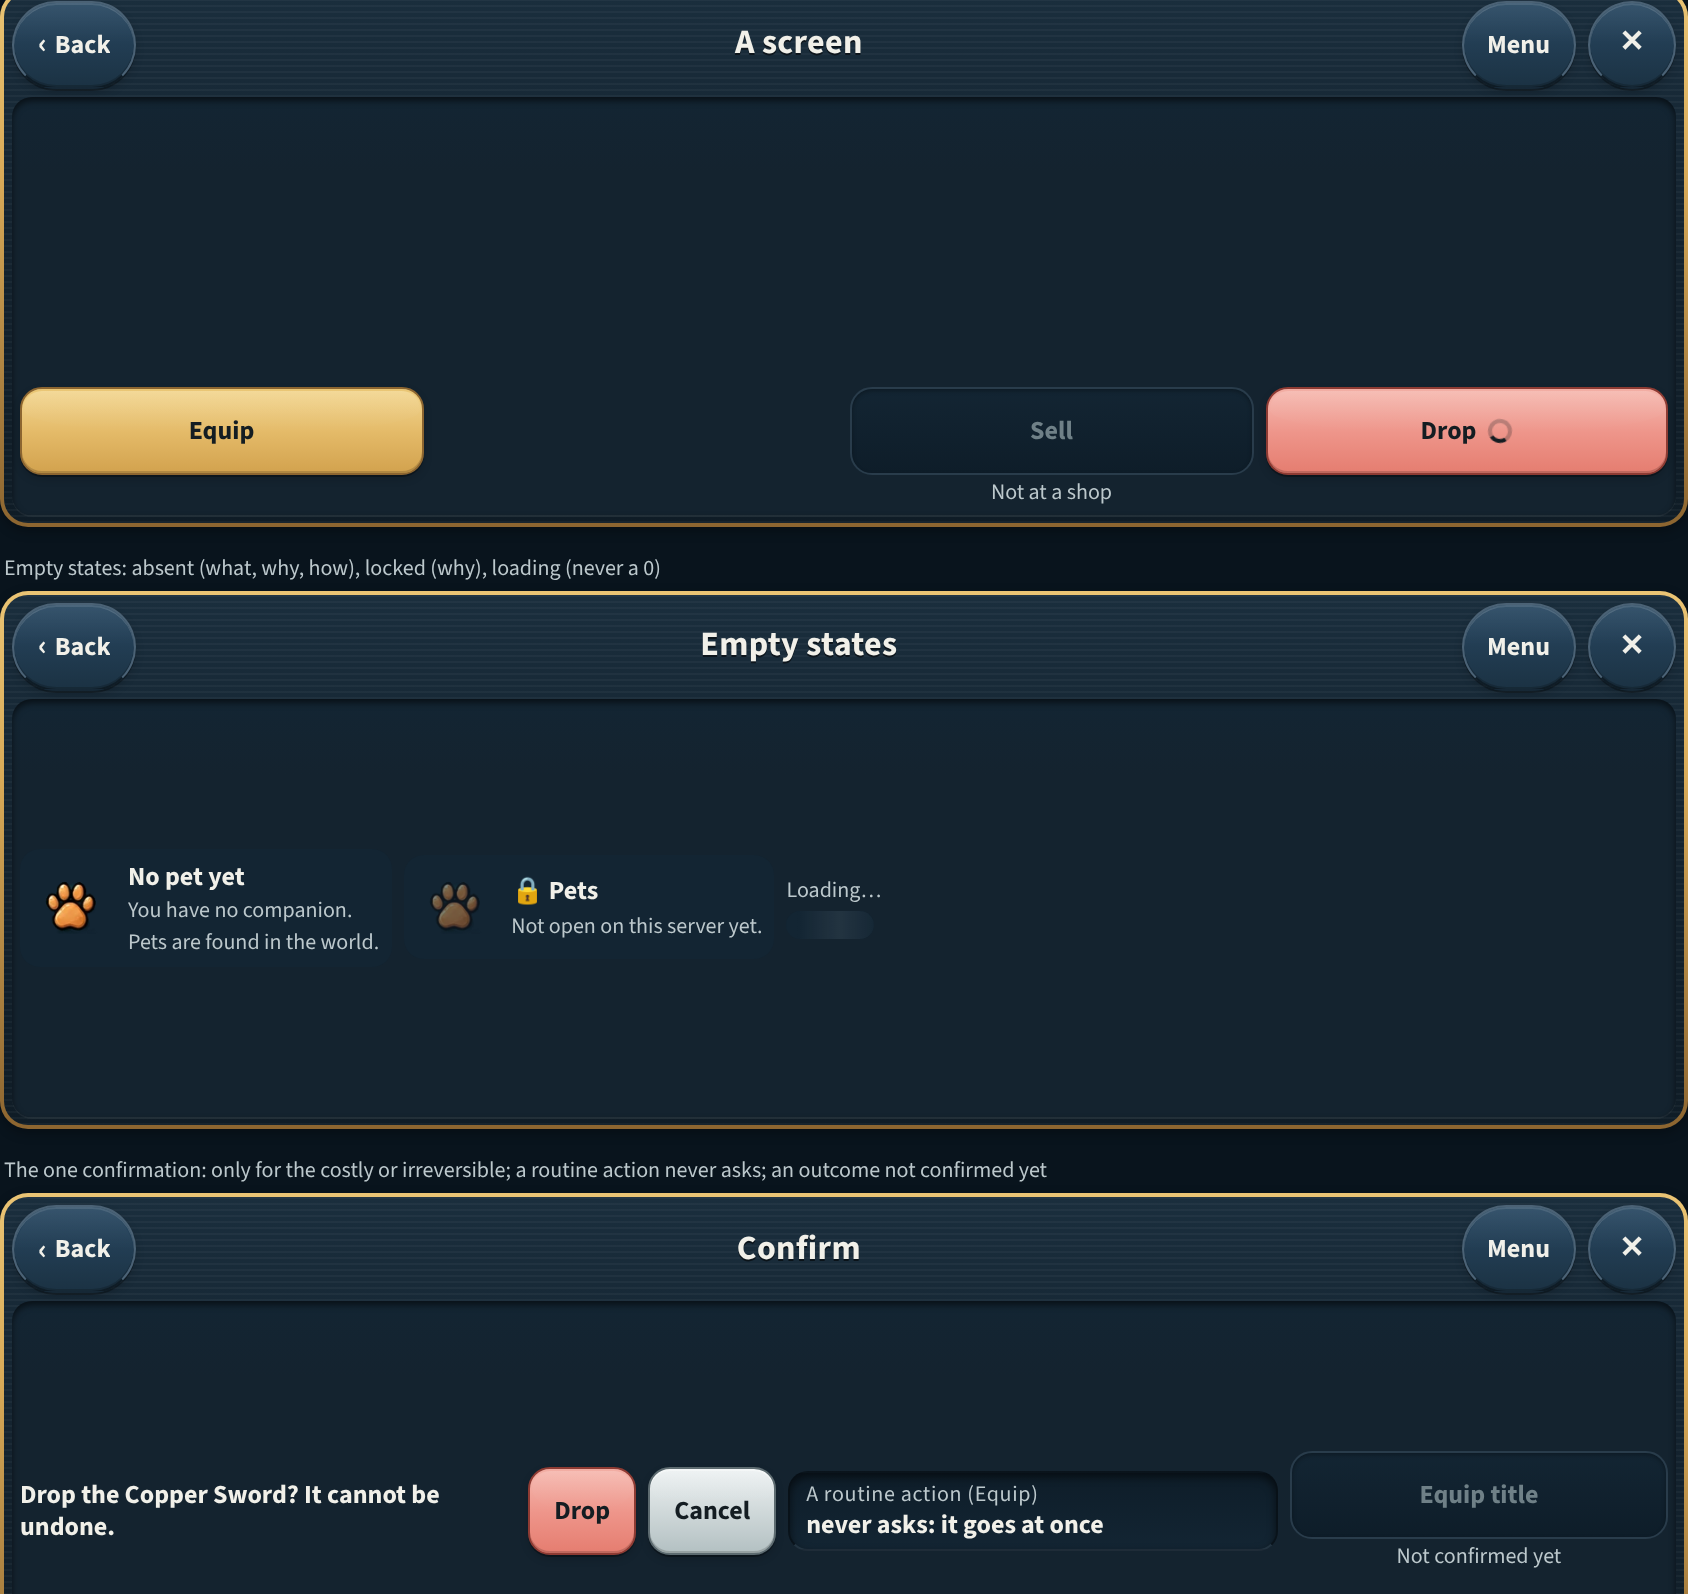 ‹ Back
A screen
Menu
✕
Equip
Sell
Drop
Not at a shop
Empty states: absent (what, why, how), locked (why), loading (never a 0)
‹ Back
Empty states
Menu
✕
No pet yet
You have no companion.
Pets are found in the world.
🔒 Pets
Not open on this server yet.
Loading…
The one confirmation: only for the costly or irreversible; a routine action never asks; an outcome not confirmed yet
‹ Back
Confirm
Menu
✕
Drop the Copper Sword? It cannot be
undone.
Drop
Cancel
A routine action (Equip)
never asks: it goes at once
Equip title
Not confirmed yet